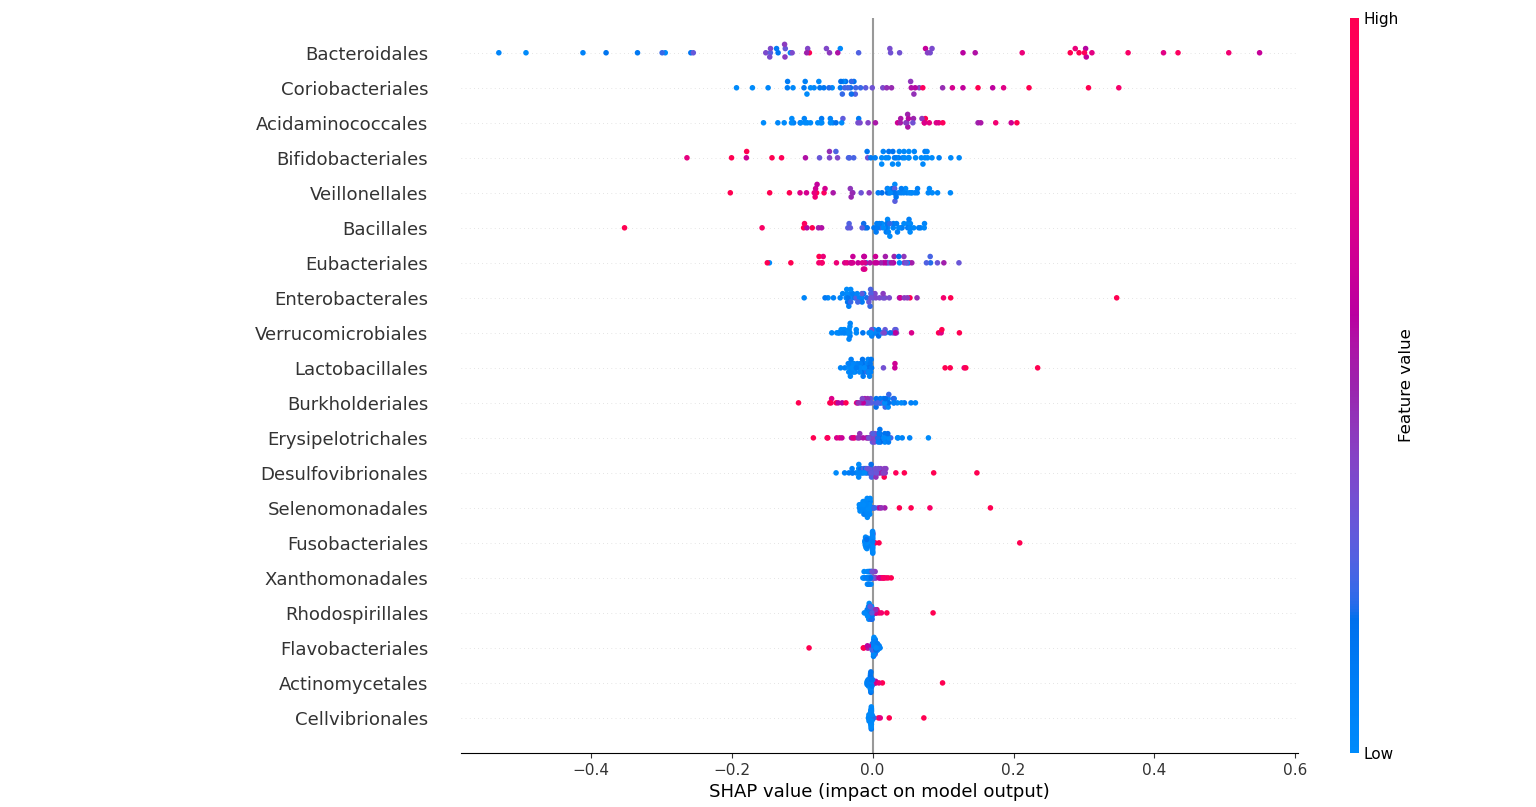 High
Bacteroidales
Coriobacteriales
Acidaminococcales
Bifidobacteriales
Veillonellales
Bacillales
Eubacteriales
Enterobacterales
Verrucomicrobiales
Lactobacillales
Burkholderiales
Erysipelotrichales
Desulfovibrionales
Selenomonadales
Fusobacteriales
Xanthomonadales
Rhodospirillales
Flavobacteriales
Actinomycetales
Cellvibrionales
Feature value
Low
−0.4 −0.2 0.0 0.2 0.4 0.6
SHAP value (impact on model output)